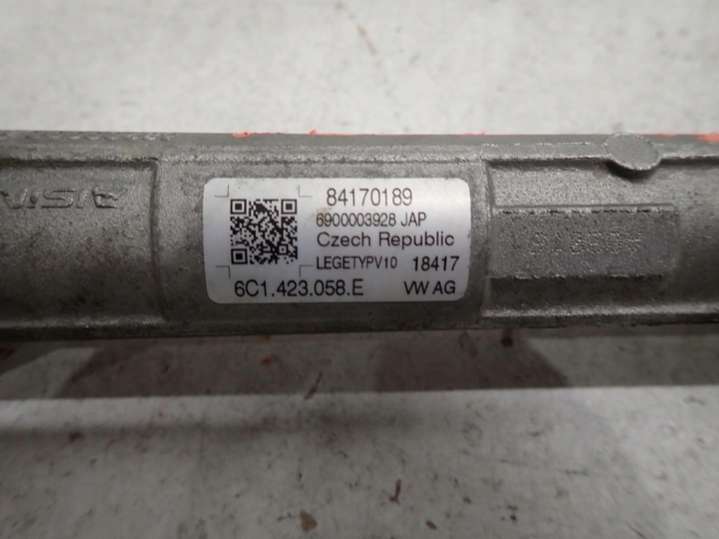 84170189
6900003928 JAP
Czech Republic
LEGETYPV10 18417
6C1.423.058.E VW AG